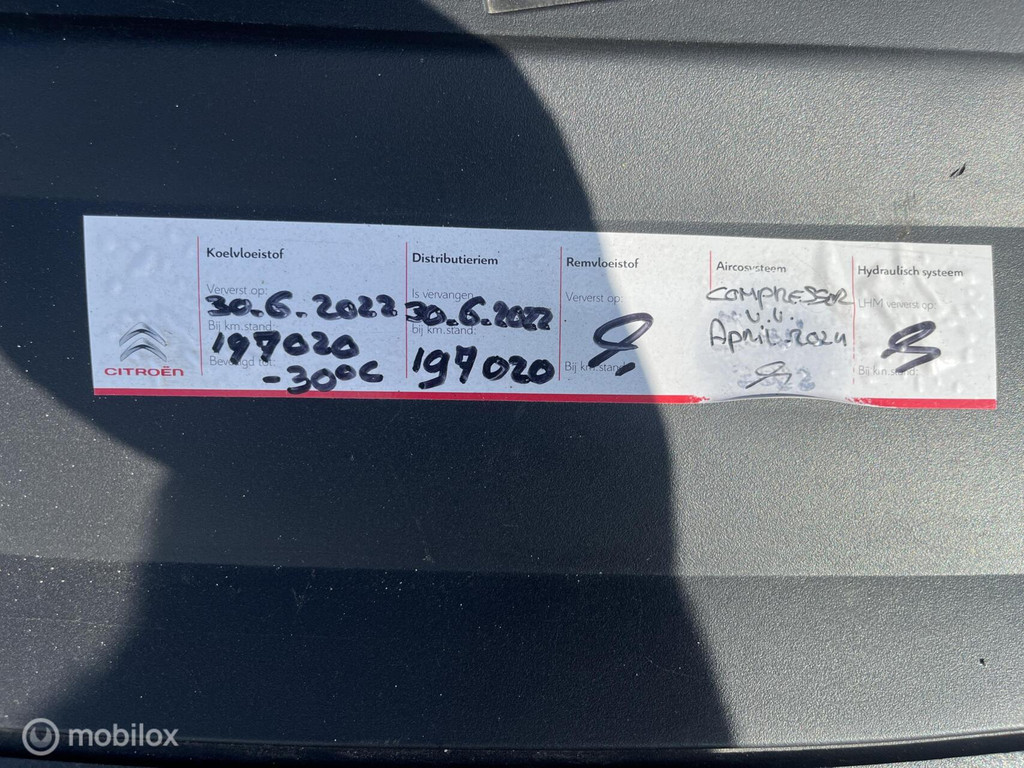 CITROËN
Koelvloeistof
Ververst op:
30.6.2022
Bij km.stand:
197020
Beveiligd tot:
-30°C
Distributieriem
Is vervangen
30.6.2022
bij km.stand:
197020
Remvloeistof
Ververst op:
Bij km.stand
Aircosysteem
COMPRESSOR
V.V.
APRIL.2024
Hydraulisch systeem
LHM ververst op:
Bij km.stand:
mobilox